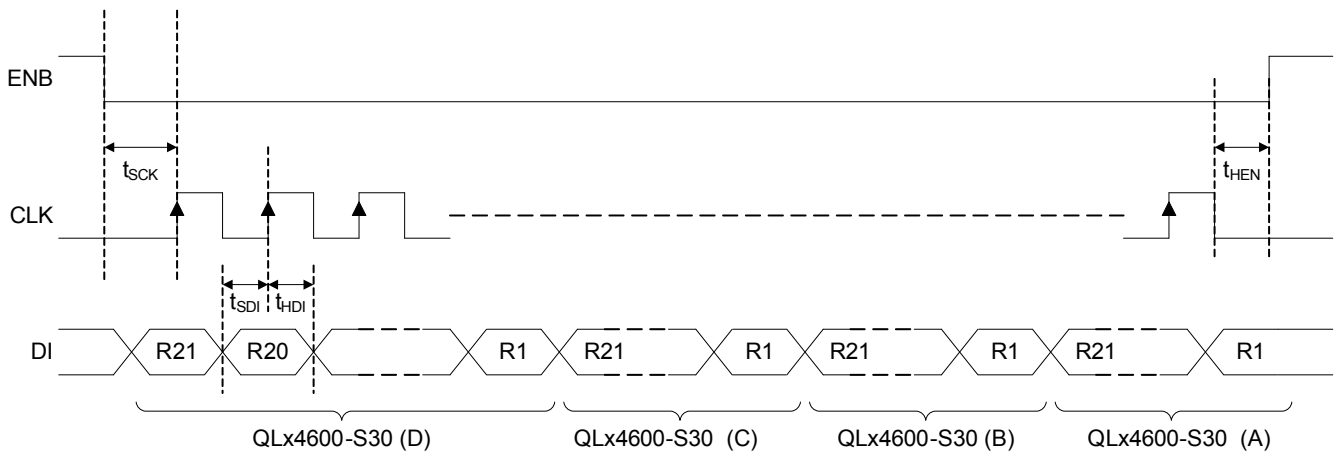 ENB
tSCK
tHEN
CLK
tSDI tHDI
DI R21 R20 R1 R21 R1 R21 R1 R21 R1
QLx4600-S30 (D) QLx4600-S30 (C) QLx4600-S30 (B) QLx4600-S30 (A)